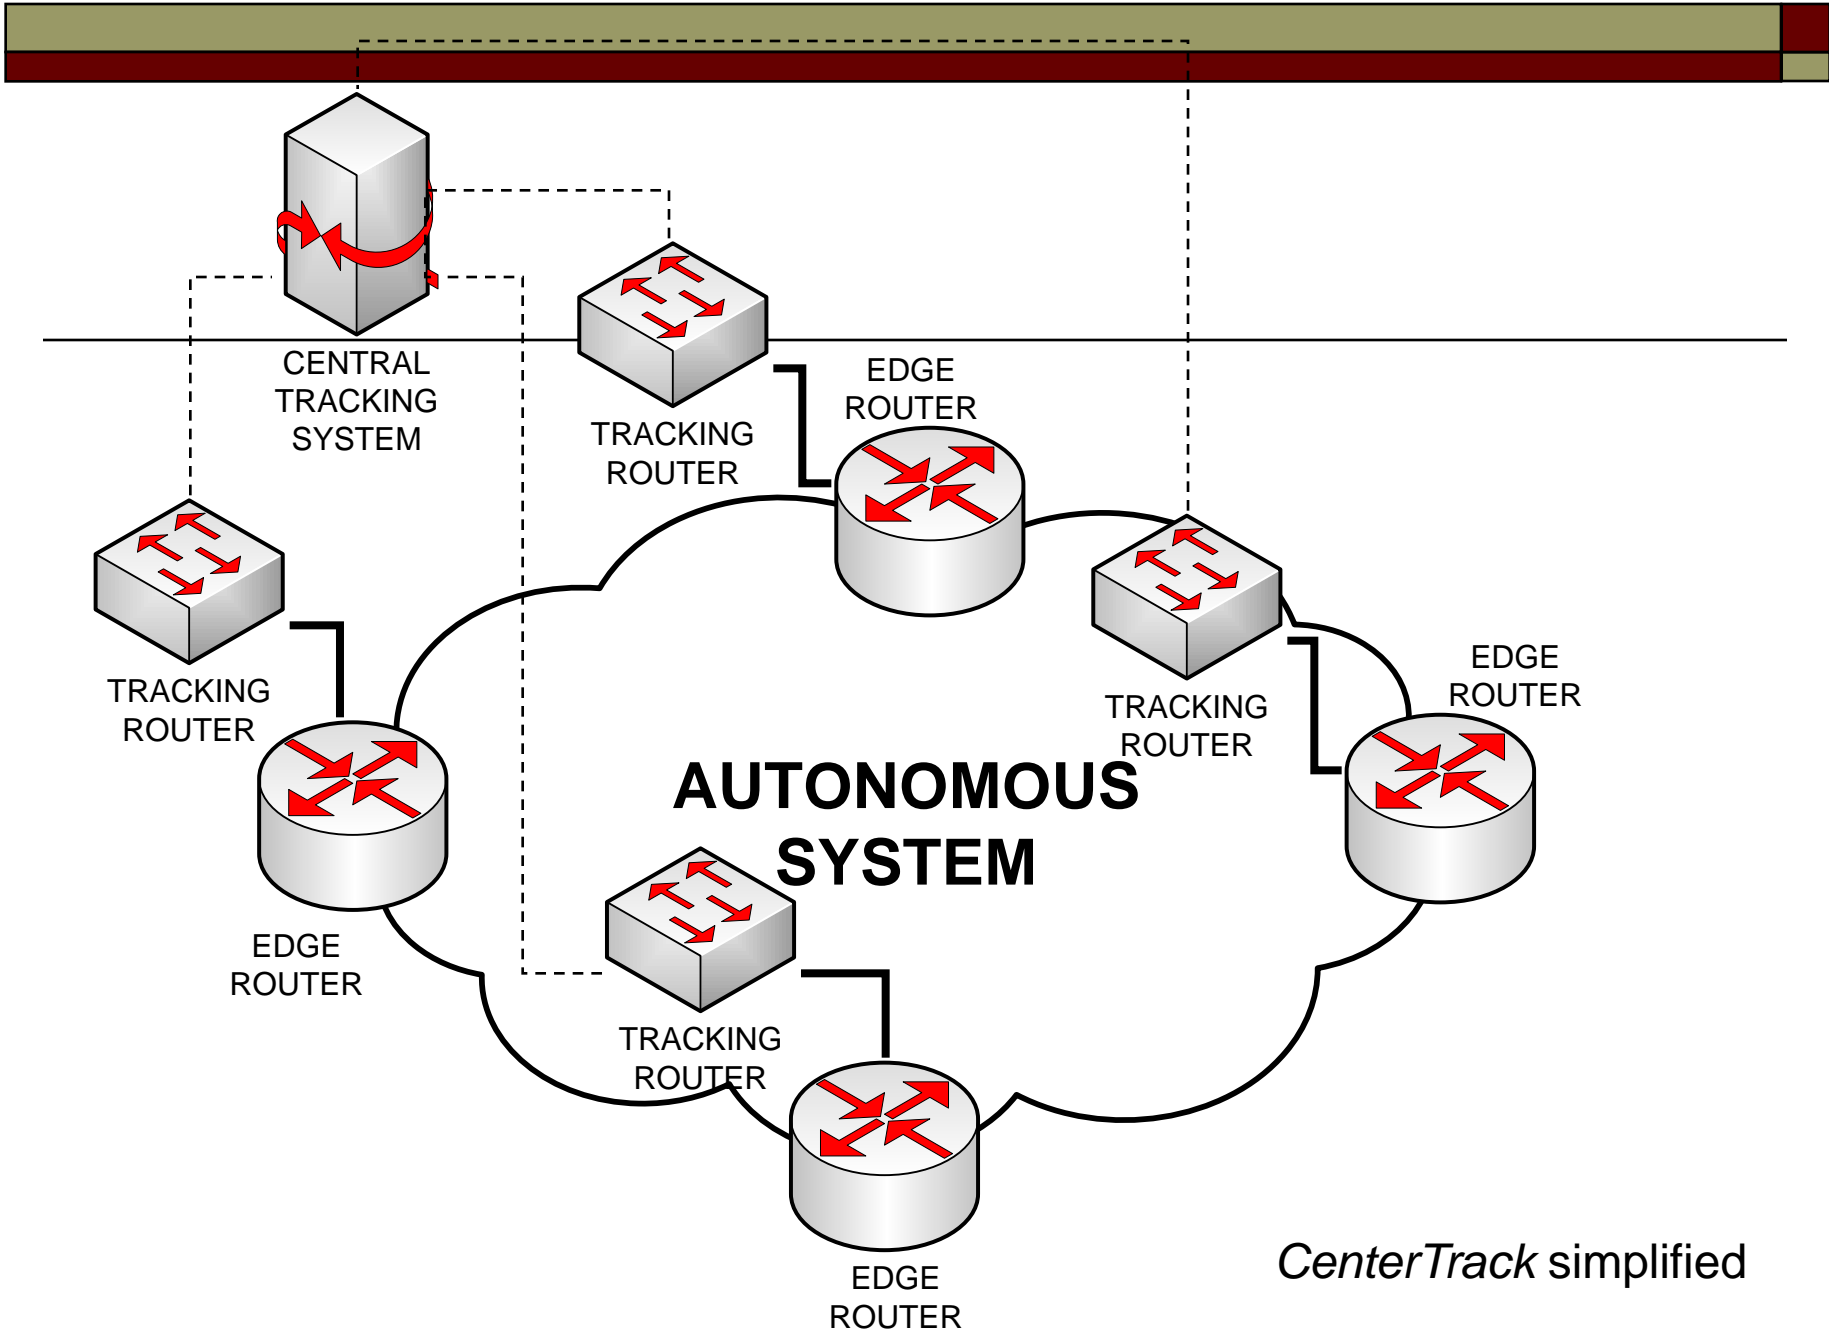 CENTRAL
TRACKING
SYSTEM
EDGE
ROUTER
TRACKING
ROUTER
TRACKING
ROUTER
EDGE
ROUTER
TRACKING
ROUTER
AUTONOMOUS
SYSTEM
EDGE
ROUTER
TRACKING
ROUTER
EDGE
ROUTER
CenterTrack simplified